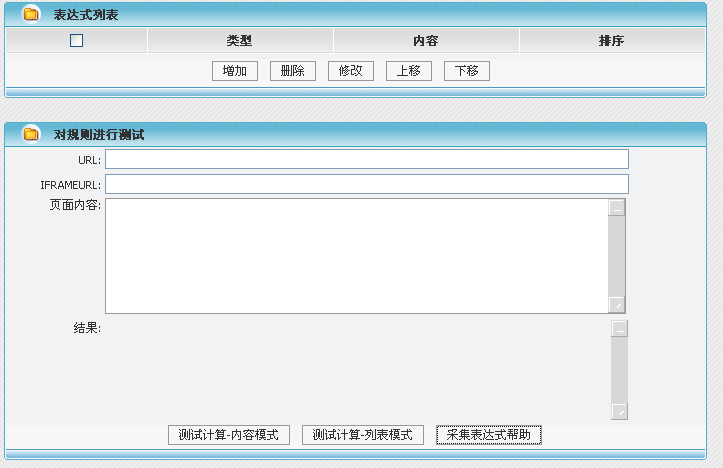 表达式列表
类型 内容 排序
增加 删除 修改 上移 下移
对规则进行测试
URL:
IFRAMEURL:
页面内容:
结果:
测试计算-内容模式 测试计算-列表模式 采集表达式帮助